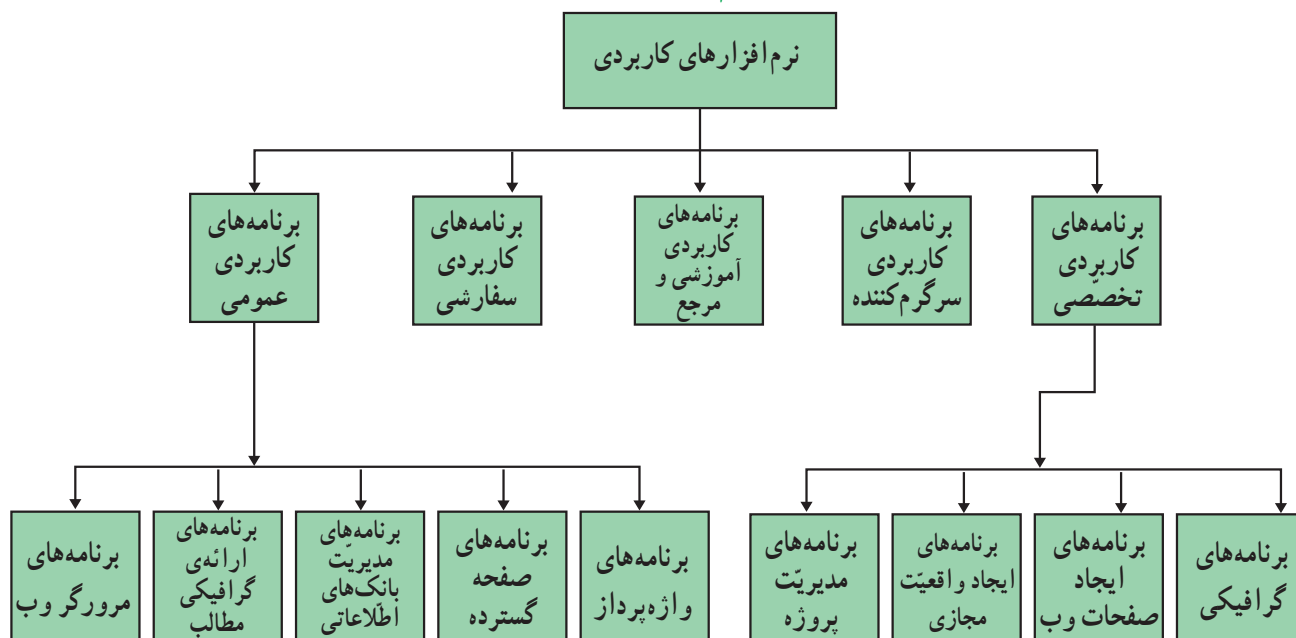 نرم‌افزارهای کاربردی
برنامه‌های
کاربردی
تخصصّی
برنامه‌های
کاربردی
سرگرم‌کننده
برنامه‌های
کاربردی
آموزشی و
مرجع
برنامه‌های
کاربردی
سفارشی
برنامه‌های
کاربردی
عمومی
برنامه‌های
گرافیکی
برنامه‌های
ایجاد
صفحات وب
برنامه‌های
ایجاد واقعیّت
مجازی
برنامه‌های
مدیریّت
پروژه
برنامه‌های
واژه‌پرداز
برنامه‌های
صفحه
گسترده
برنامه‌های
مدیریّت
بانک‌های
اطّلاعاتی
برنامه‌های
ارائه‌ی
گرافیکی
مطالب
برنامه‌های
مرورگر وب